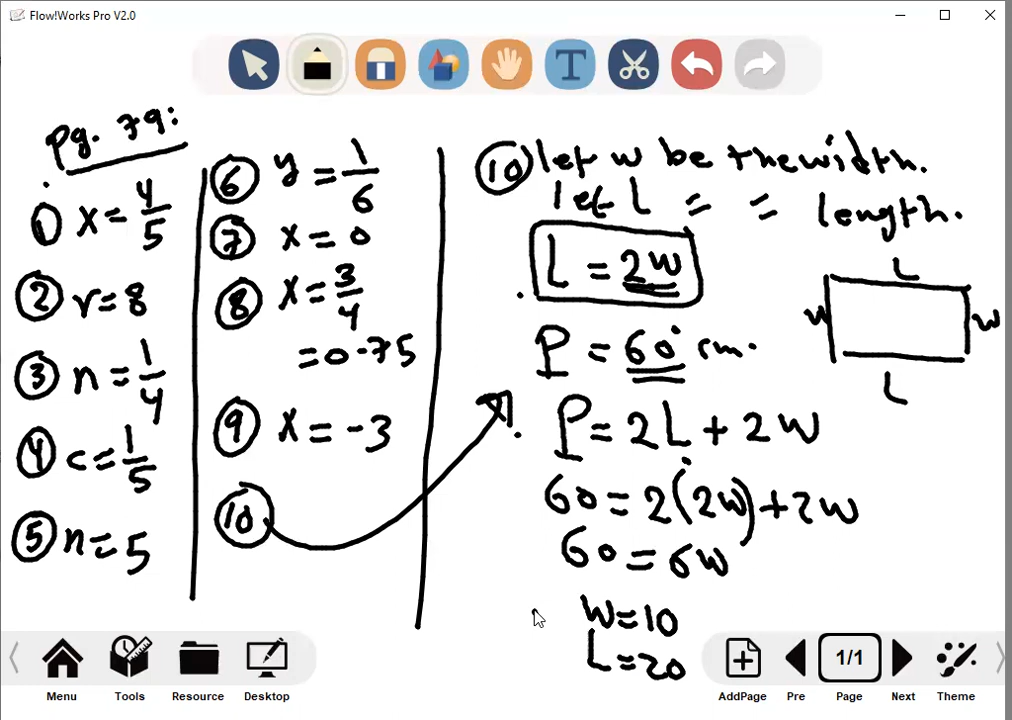 Flow!Works Pro V2.0
pg. 79:
① x = 4/5
② r = 8
③ n = 1/4
④ c = 1/5
⑤ n = 5
⑥ y = 1/6
⑦ x = 0
⑧ x = 3/4
= 0.75
⑨ x = -3
⑩
⑩ let w be the width.
let L = = length.
L = 2w
P = 60 cm.
P = 2L + 2w
60 = 2(2w) + 2w
60 = 6w
w = 10
L = 20
L
w
w
L
T
Menu
Tools
Resource
Desktop
AddPage
Pre
1/1
Page
Next
Theme